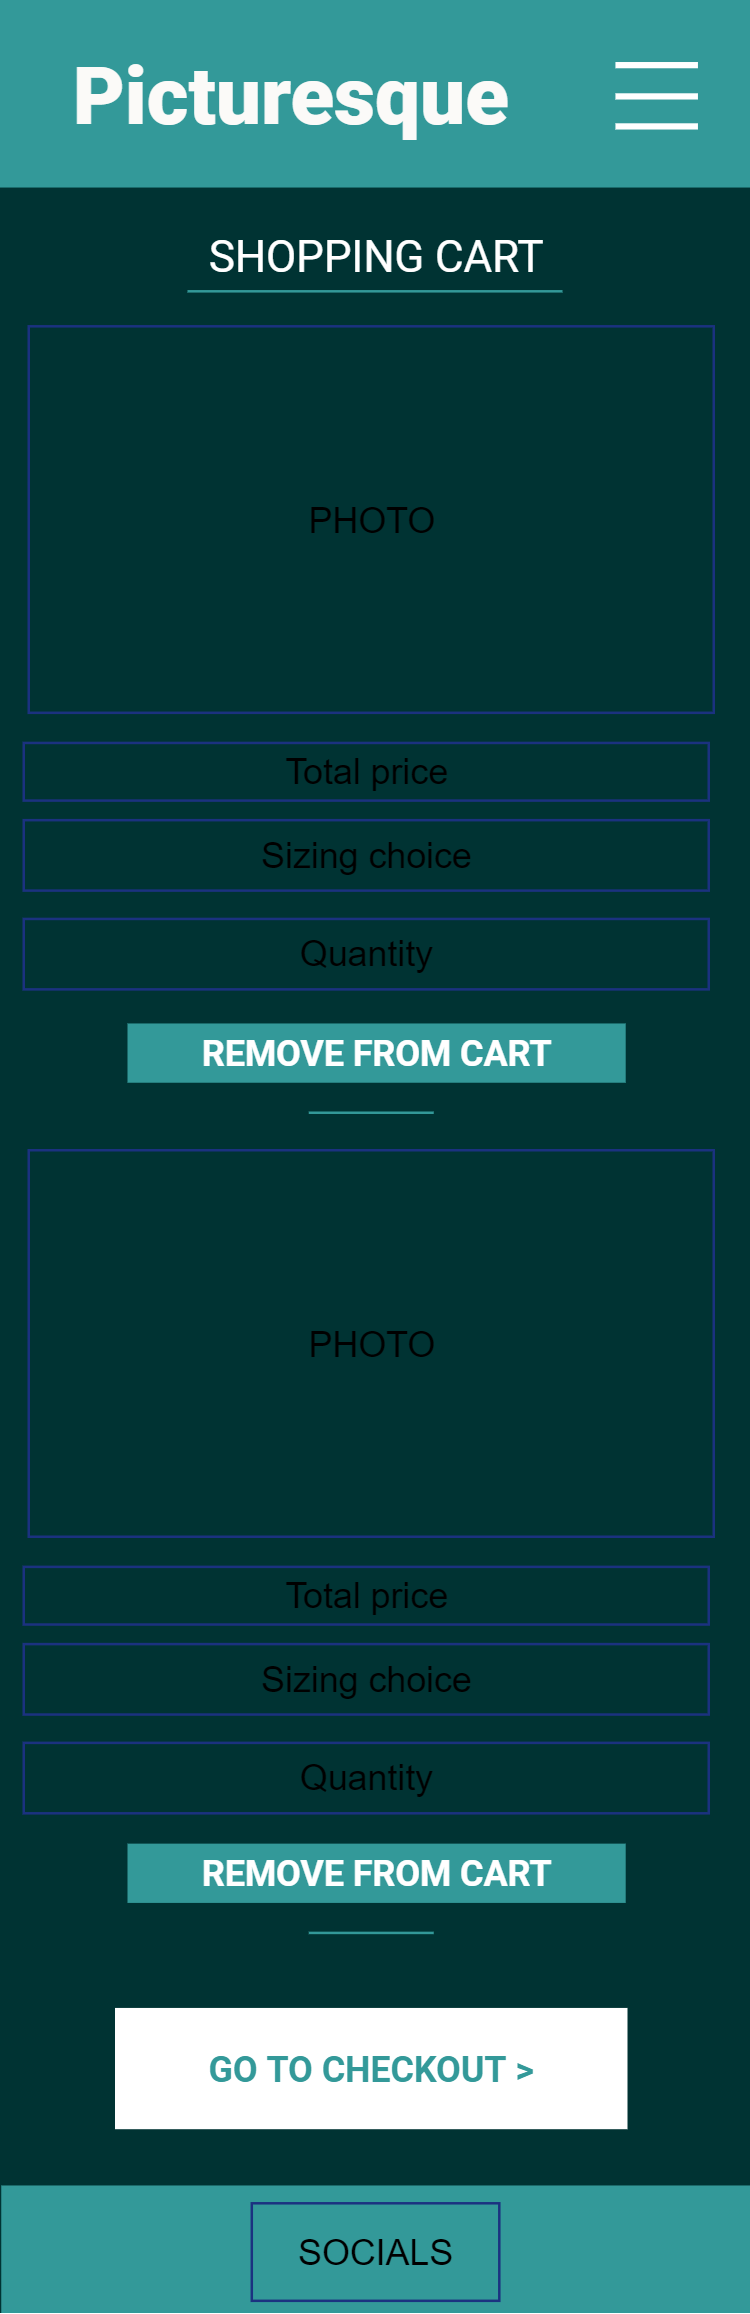 Picturesque
SHOPPING CART
PHOTO
Total price
Sizing choice
Quantity
REMOVE FROM CART
PHOTO
Total price
Sizing choice
Quantity
REMOVE FROM CART
GO TO CHECKOUT >
SOCIALS